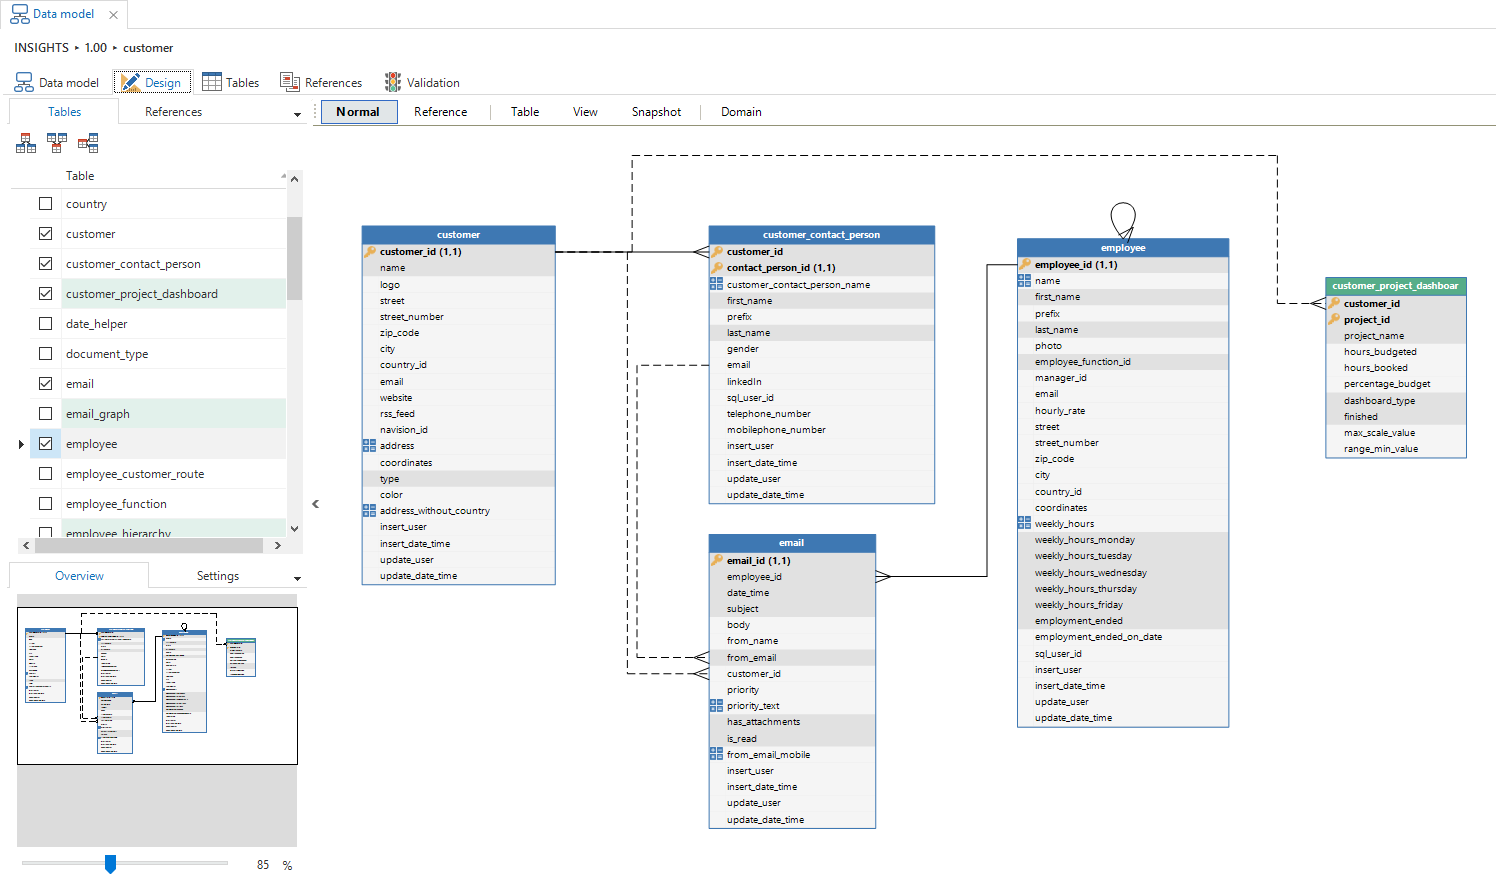 Data model
INSIGHTS ▸ 1.00 ▸ customer
Data model
Design
Tables
References
Validation
Tables
References
Normal
Reference
Table
View
Snapshot
Domain
Table
country
customer
customer_contact_person
customer_project_dashboard
date_helper
document_type
email
email_graph
employee
employee_customer_route
employee_function
employee_hierarchy
Overview
Settings
85 %
customer
customer_id (1,1)
name
logo
street
street_number
zip_code
city
country_id
email
website
rss_feed
navision_id
address
coordinates
type
color
address_without_country
insert_user
insert_date_time
update_user
update_date_time
customer_contact_person
customer_id
contact_person_id (1,1)
customer_contact_person_name
first_name
prefix
last_name
gender
email
linkedIn
sql_user_id
telephone_number
mobilephone_number
insert_user
insert_date_time
update_user
update_date_time
email
email_id (1,1)
employee_id
date_time
subject
body
from_name
from_email
customer_id
priority
priority_text
has_attachments
is_read
from_email_mobile
insert_user
insert_date_time
update_user
update_date_time
employee
employee_id (1,1)
name
first_name
prefix
last_name
photo
employee_function_id
manager_id
email
hourly_rate
street
street_number
zip_code
city
country_id
coordinates
weekly_hours
weekly_hours_monday
weekly_hours_tuesday
weekly_hours_wednesday
weekly_hours_thursday
weekly_hours_friday
employment_ended
employment_ended_on_date
sql_user_id
insert_user
insert_date_time
update_user
update_date_time
customer_project_dashboar
customer_id
project_id
project_name
hours_budgeted
hours_booked
percentage_budget
dashboard_type
finished
max_scale_value
range_min_value